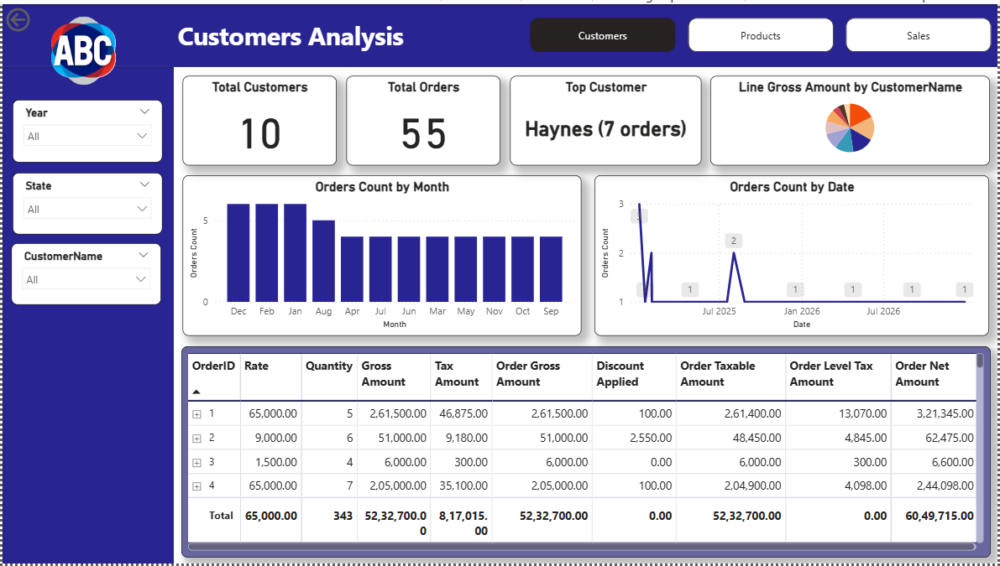 ABC
Customers Analysis
Customers
Products
Sales
Year
All
State
All
CustomerName
All
Total Customers
10
Total Orders
55
Top Customer
Haynes (7 orders)
Line Gross Amount by CustomerName
Orders Count by Month
Orders Count
5
0
Dec Feb Jan Aug Apr Jul Jun Mar May Nov Oct Sep
Month
Orders Count by Date
Orders Count
3
2
1
3
2
1 1 1 1 1
Jul 2025 Jan 2026 Jul 2026
Date
OrderID Rate Quantity Gross Amount Tax Amount Order Gross Amount Discount Applied Order Taxable Amount Order Level Tax Amount Order Net Amount
1 65,000.00 5 2,61,500.00 46,875.00 2,61,500.00 100.00 2,61,400.00 13,070.00 3,21,345.00
2 9,000.00 6 51,000.00 9,180.00 51,000.00 2,550.00 48,450.00 4,845.00 62,475.00
3 1,500.00 4 6,000.00 300.00 6,000.00 0.00 6,000.00 300.00 6,600.00
4 65,000.00 7 2,05,000.00 35,100.00 2,05,000.00 100.00 2,04,900.00 4,098.00 2,44,098.00
Total 65,000.00 343 52,32,700.00 8,17,015.00 52,32,700.00 0.00 52,32,700.00 0.00 60,49,715.00